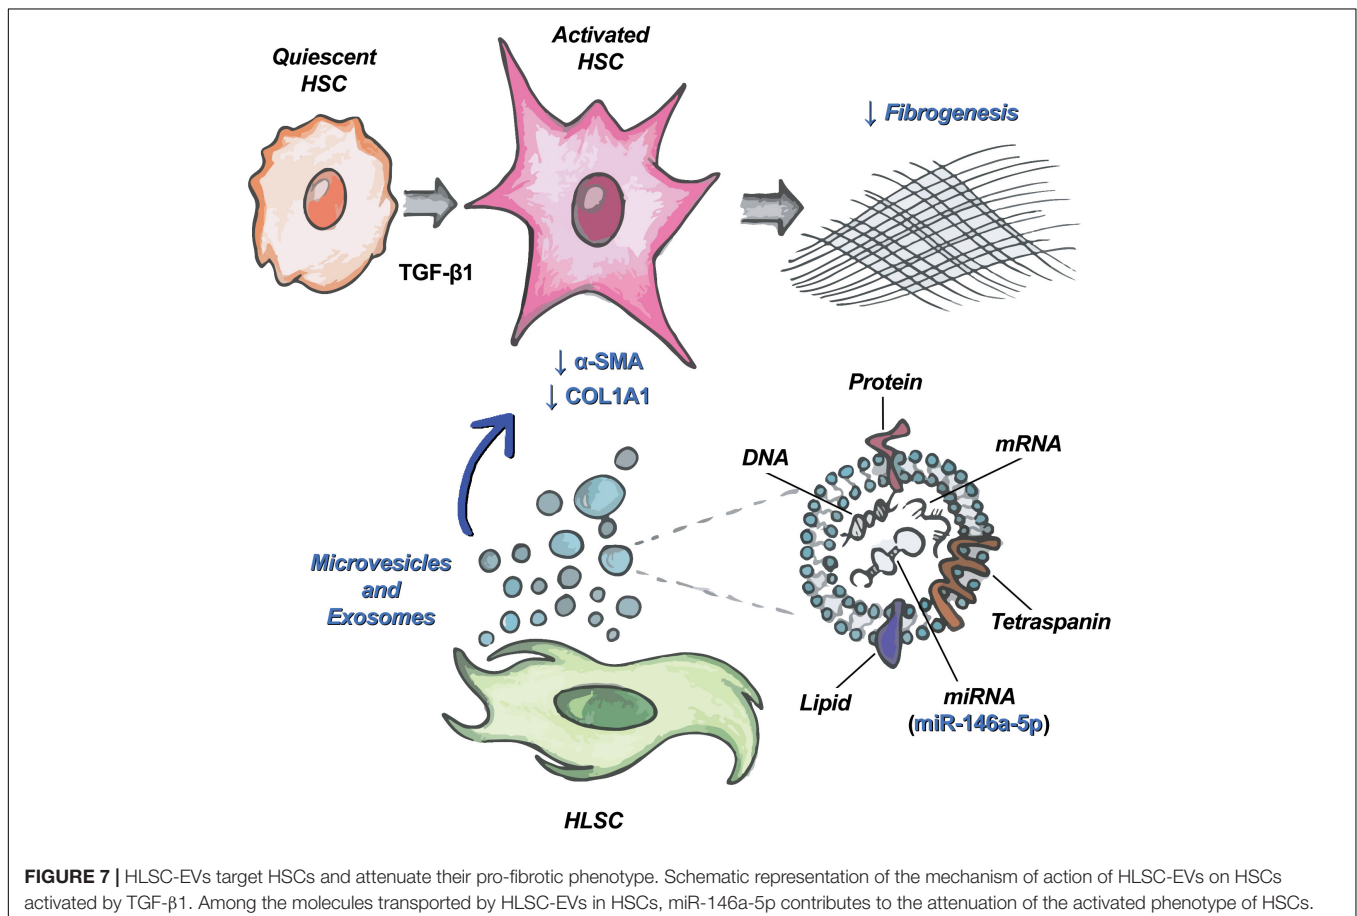 Quiescent
HSC
Activated
HSC
↓ Fibrogenesis
TGF-β1
↓ α-SMA
↓ COL1A1
Protein
DNA
mRNA
Microvesicles
and
Exosomes
Tetraspanin
Lipid
miRNA
(miR-146a-5p)
HLSC
FIGURE 7 | HLSC-EVs target HSCs and attenuate their pro-fibrotic phenotype. Schematic representation of the mechanism of action of HLSC-EVs on HSCs
activated by TGF-β1. Among the molecules transported by HLSC-EVs in HSCs, miR-146a-5p contributes to the attenuation of the activated phenotype of HSCs.